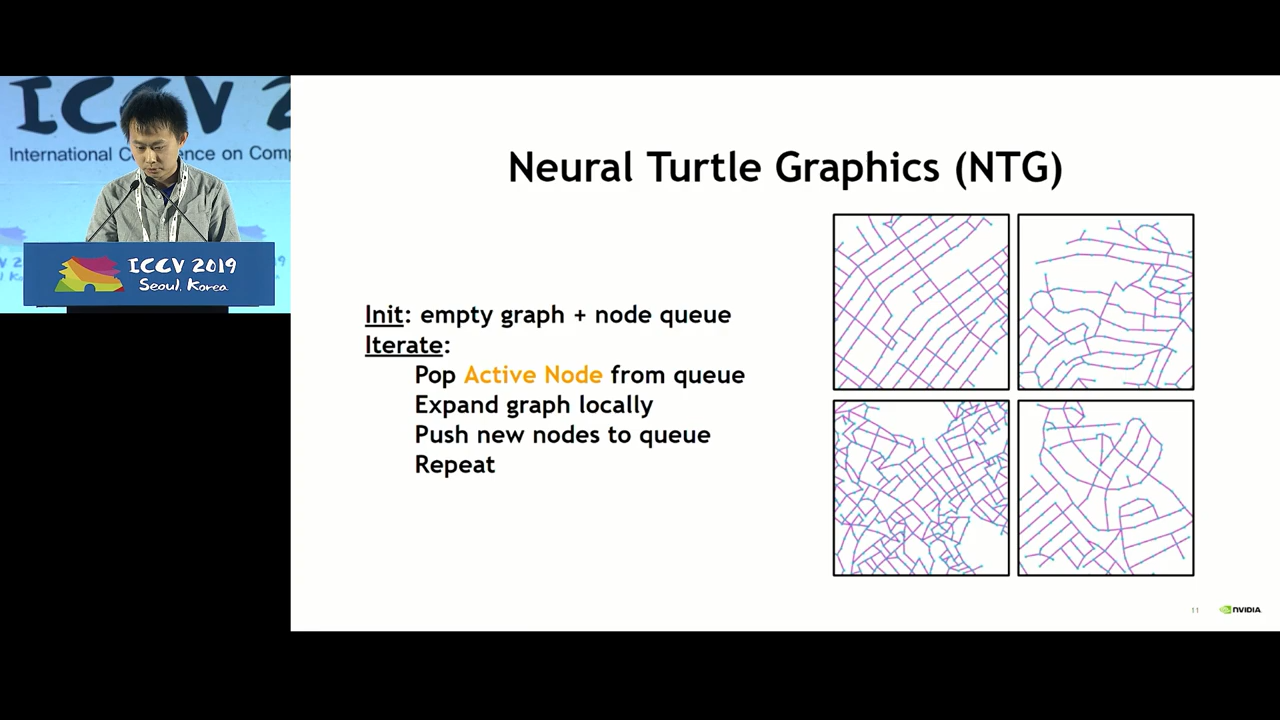 ICCV 2
International C ence on Comp
ICCV 2019
Seoul, Korea
Neural Turtle Graphics (NTG)
Init: empty graph + node queue
Iterate:
Pop Active Node from queue
Expand graph locally
Push new nodes to queue
Repeat
11
NVIDIA